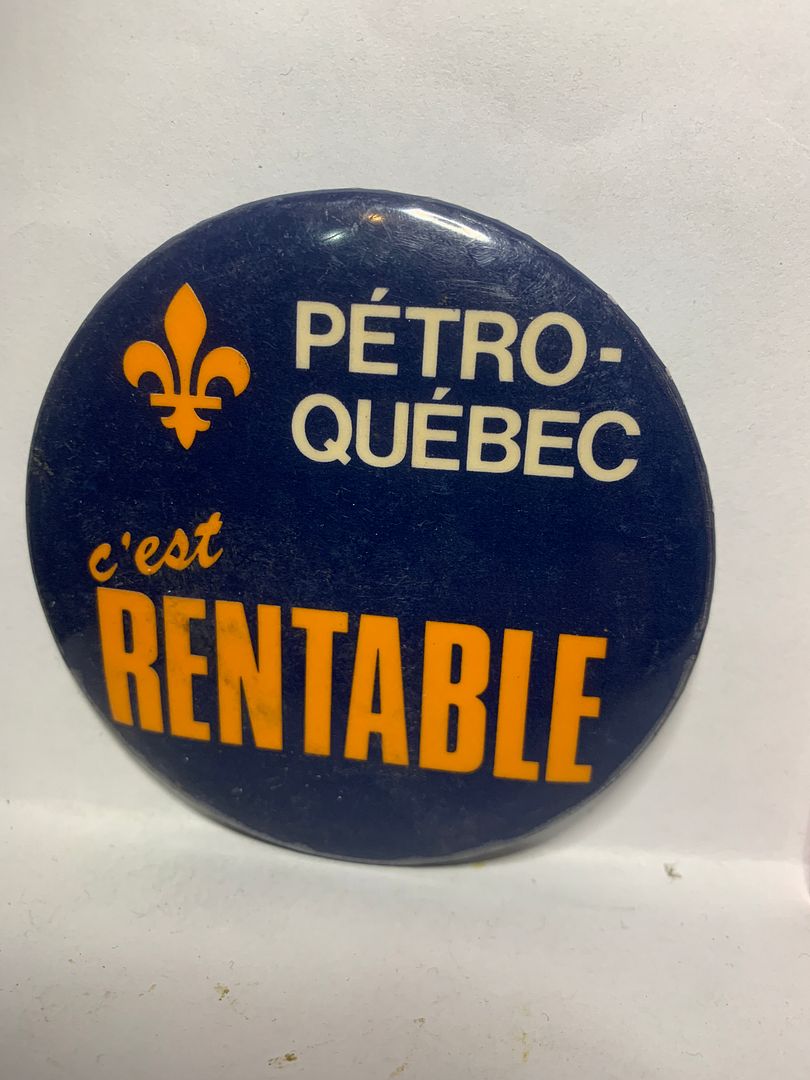 PÉTRO-
QUÉBEC
c'est
RENTABLE